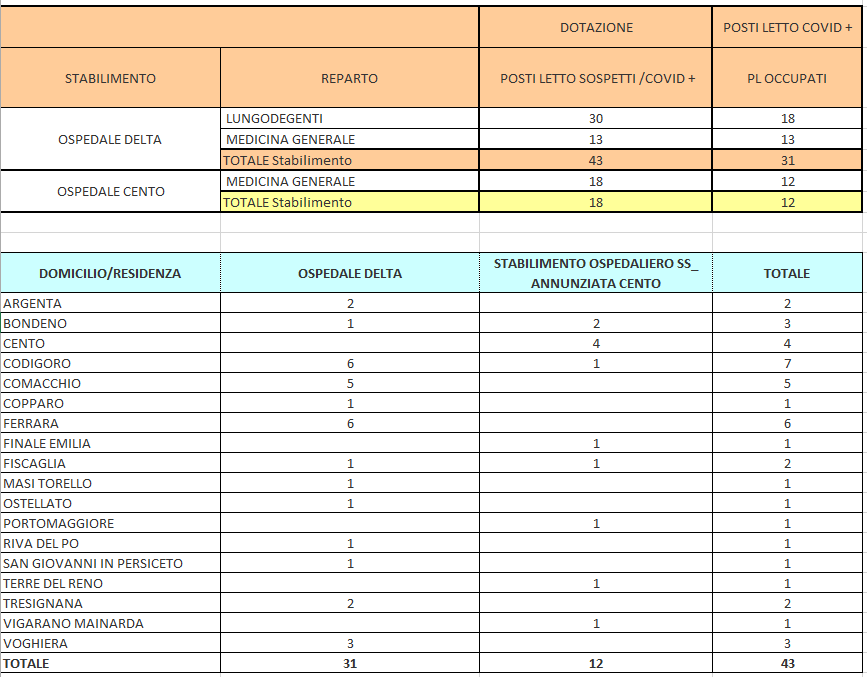 DOTAZIONE POSTI LETTO COVID +
STABILIMENTO REPARTO POSTI LETTO SOSPETTI /COVID + PL OCCUPATI
OSPEDALE DELTA LUNGODEGENTI 30 18
MEDICINA GENERALE 13 13
TOTALE Stabilimento 43 31
OSPEDALE CENTO MEDICINA GENERALE 18 12
TOTALE Stabilimento 18 12
DOMICILIO/RESIDENZA OSPEDALE DELTA STABILIMENTO OSPEDALIERO SS_ TOTALE
ANNUNZIATA CENTO
ARGENTA 2 2
BONDENO 1 2 3
CENTO 4 4
CODIGORO 6 1 7
COMACCHIO 5 5
COPPARO 1 1
FERRARA 6 6
FINALE EMILIA 1 1
FISCAGLIA 1 1 2
MASI TORELLO 1 1
OSTELLATO 1 1
PORTOMAGGIORE 1 1
RIVA DEL PO 1 1
SAN GIOVANNI IN PERSICETO 1 1
TERRE DEL RENO 1 1
TRESIGNANA 2 2
VIGARANO MAINARDA 1 1
VOGHIERA 3 3
TOTALE 31 12 43